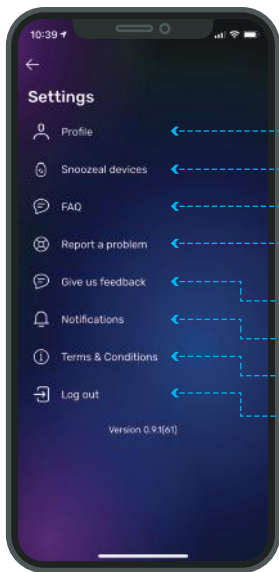 10:39
Settings
Profile
Snoozeal devices
FAQ
Report a problem
Give us feedback
Notifications
Terms & Conditions
Log out
Version 0.9.1(61)